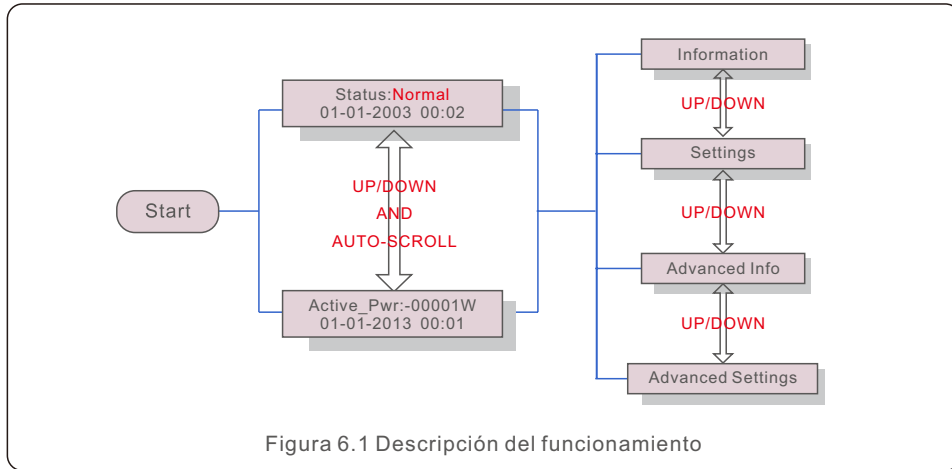 Start
Status:Normal
01-01-2003 00:02
UP/DOWN
AND
AUTO-SCROLL
Active_Pwr:-00001W
01-01-2013 00:01
Information
UP/DOWN
Settings
UP/DOWN
Advanced Info
UP/DOWN
Advanced Settings
Figura 6.1 Descripción del funcionamiento